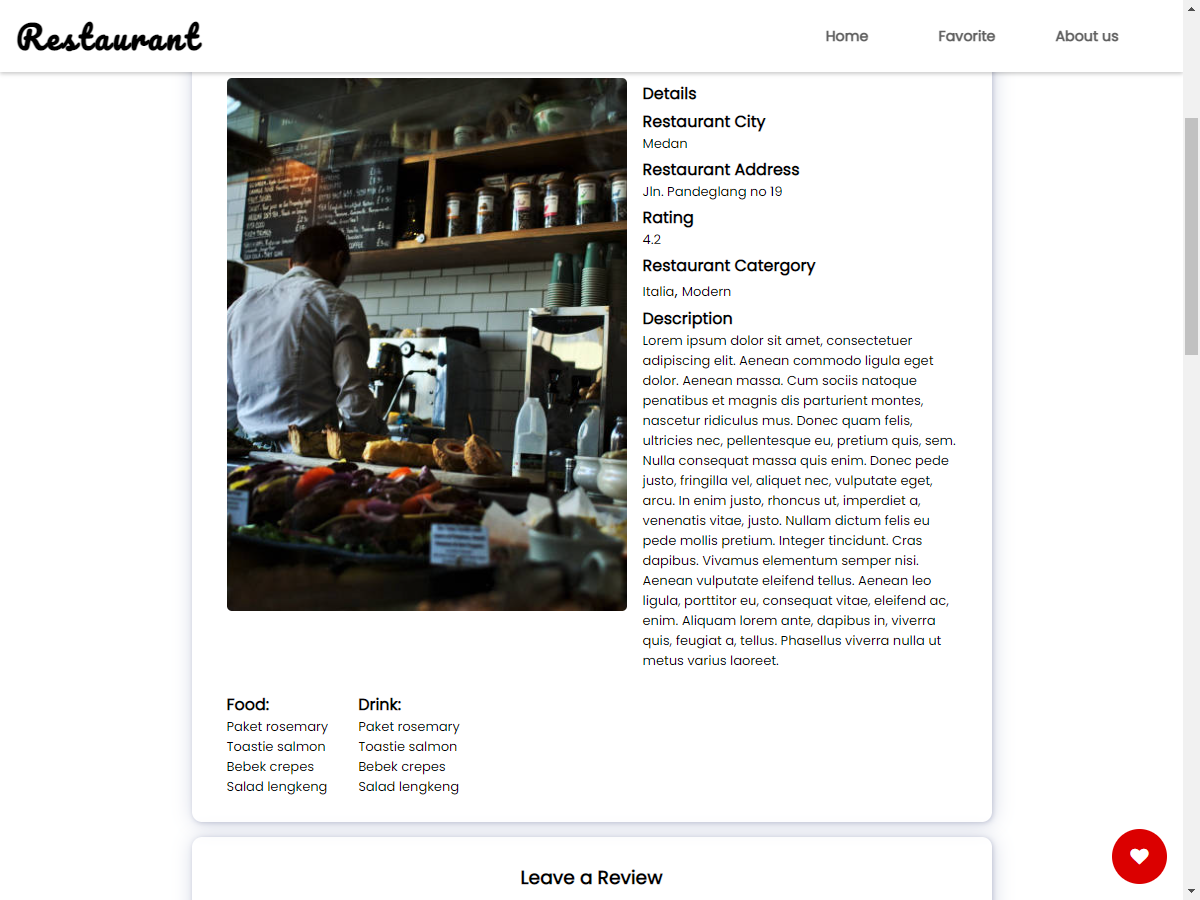 Restaurant
Home
Favorite
About us
Details
Restaurant City
Medan
Restaurant Address
Jln. Pandeglang no 19
Rating
4.2
Restaurant Catergory
Italia, Modern
Description
Lorem ipsum dolor sit amet, consectetuer
adipiscing elit. Aenean commodo ligula eget
dolor. Aenean massa. Cum sociis natoque
penatibus et magnis dis parturient montes,
nascetur ridiculus mus. Donec quam felis,
ultricies nec, pellentesque eu, pretium quis, sem.
Nulla consequat massa quis enim. Donec pede
justo, fringilla vel, aliquet nec, vulputate eget,
arcu. In enim justo, rhoncus ut, imperdiet a,
venenatis vitae, justo. Nullam dictum felis eu
pede mollis pretium. Integer tincidunt. Cras
dapibus. Vivamus elementum semper nisi.
Aenean vulputate eleifend tellus. Aenean leo
ligula, porttitor eu, consequat vitae, eleifend ac,
enim. Aliquam lorem ante, dapibus in, viverra
quis, feugiat a, tellus. Phasellus viverra nulla ut
metus varius laoreet.
Food:
Paket rosemary
Toastie salmon
Bebek crepes
Salad lengkeng
Drink:
Paket rosemary
Toastie salmon
Bebek crepes
Salad lengkeng
Leave a Review